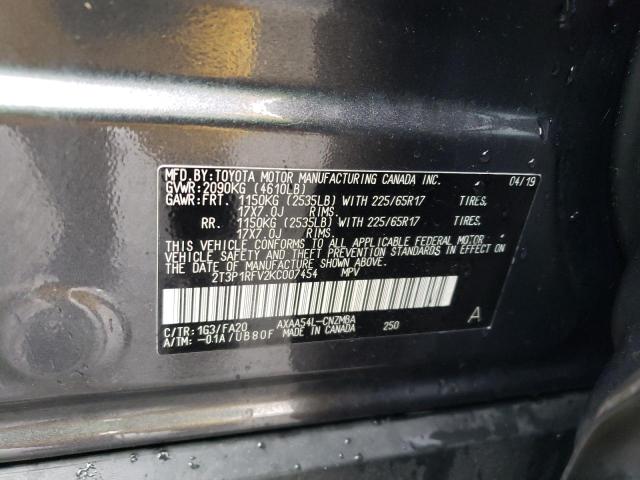 MFD.BY:TOYOTA MOTOR MANUFACTURING CANADA INC. 04/19
GVWR:2090KG (4610LB)
GAWR:FRT. 1150KG (2535LB) WITH 225/65R17 TIRES,
17X7.0J RIMS.
RR. 1150KG (2535LB) WITH 225/65R17 TIRES,
17X7.0J RIMS.
THIS VEHICLE CONFORMS TO ALL APPLICABLE FEDERAL MOTOR
VEHICLE SAFETY AND THEFT PREVENTION STANDARDS IN EFFECT ON
THE DATE OF MANUFACTURE SHOWN ABOVE.
2T3P1RFV2KC007454 MPV
C/TR: 1G3/FA20 AXAA54L-CNZMBA 250 A
A/TM: -01A/UB80F MADE IN CANADA